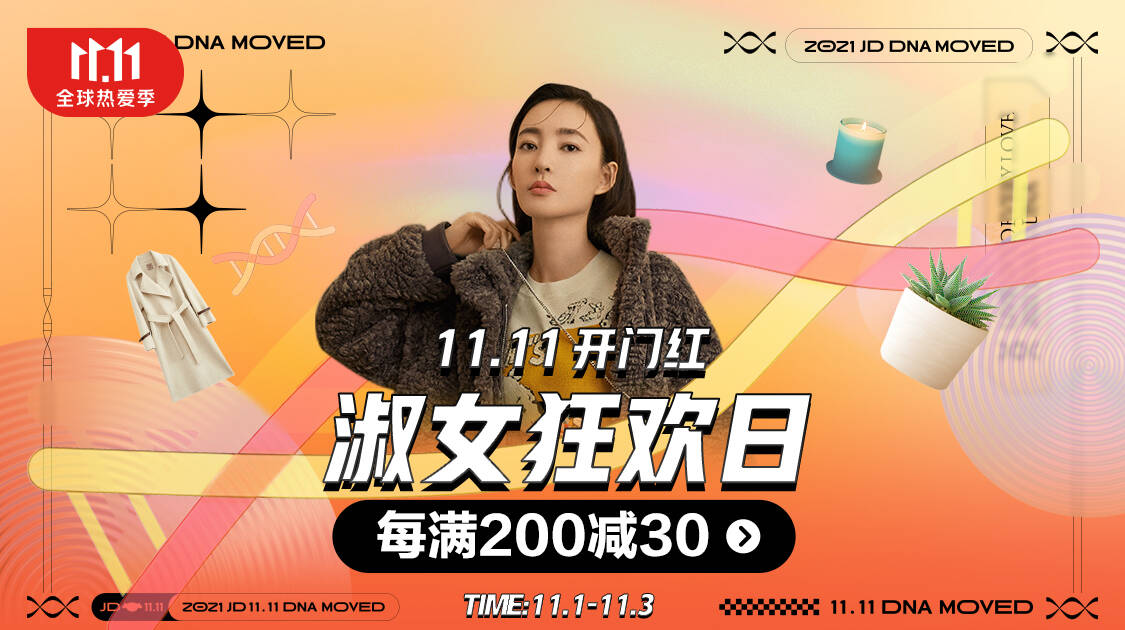 11.11
全球热爱季
DNA MOVED
2021 JD DNA MOVED
11.11 开门红
淑女狂欢日
每满200减30
JD 11.11
2021 JD 11.11 DNA MOVED
TIME:11.1-11.3
11.11 DNA MOVED